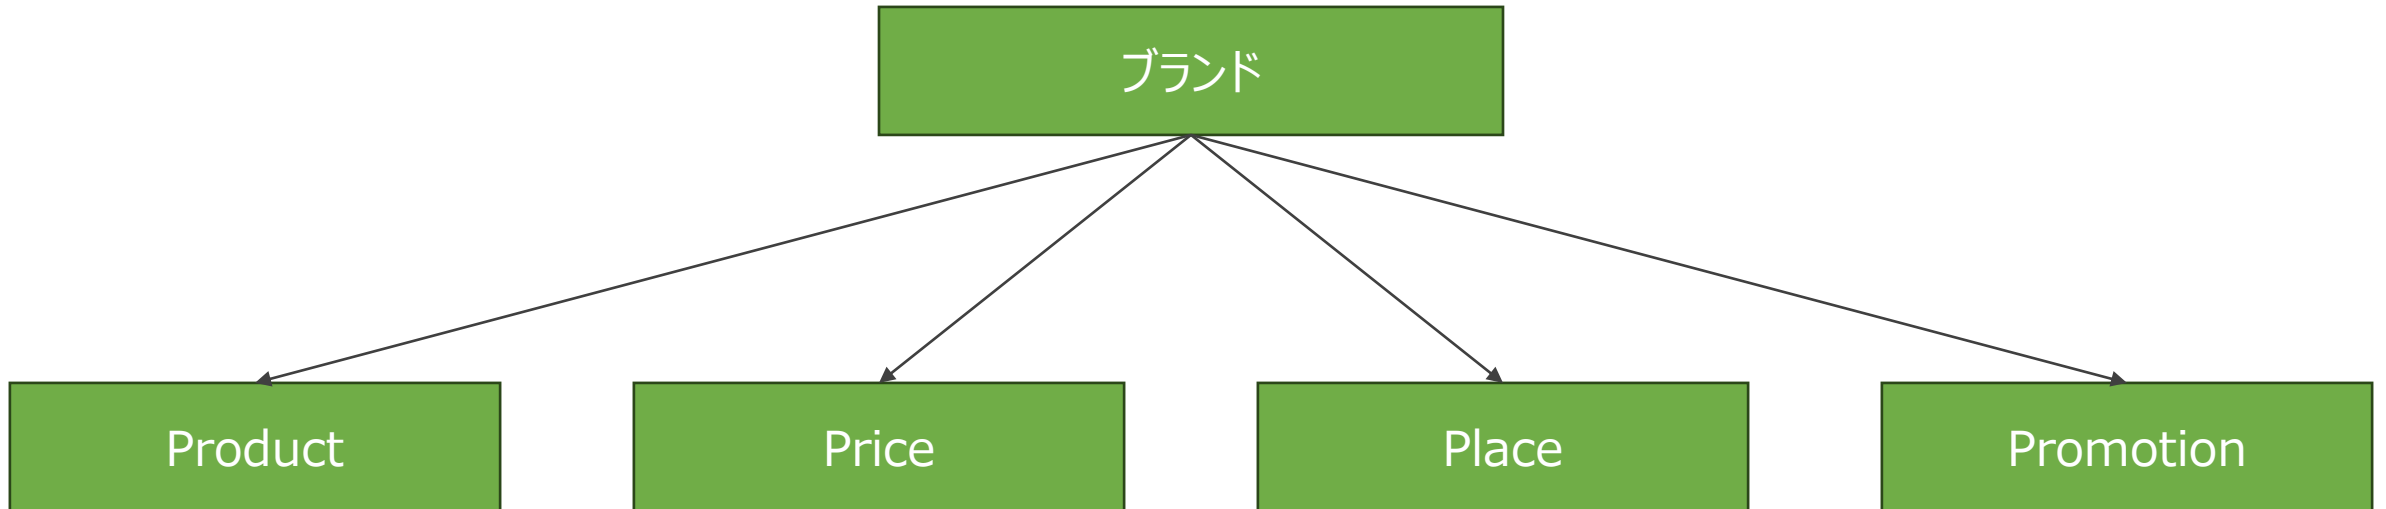 ブランド
Product
Price
Place
Promotion